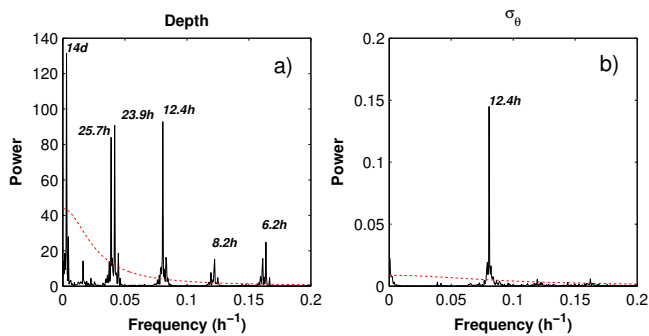 Depth
a)
14d
25.7h
23.9h
12.4h
8.2h
6.2h
Power
140
120
100
80
60
40
20
0
0
0.05
0.1
0.15
0.2
Frequency (h⁻¹)
σθ
b)
12.4h
Power
0.2
0.15
0.1
0.05
0
0
0.05
0.1
0.15
0.2
Frequency (h⁻¹)